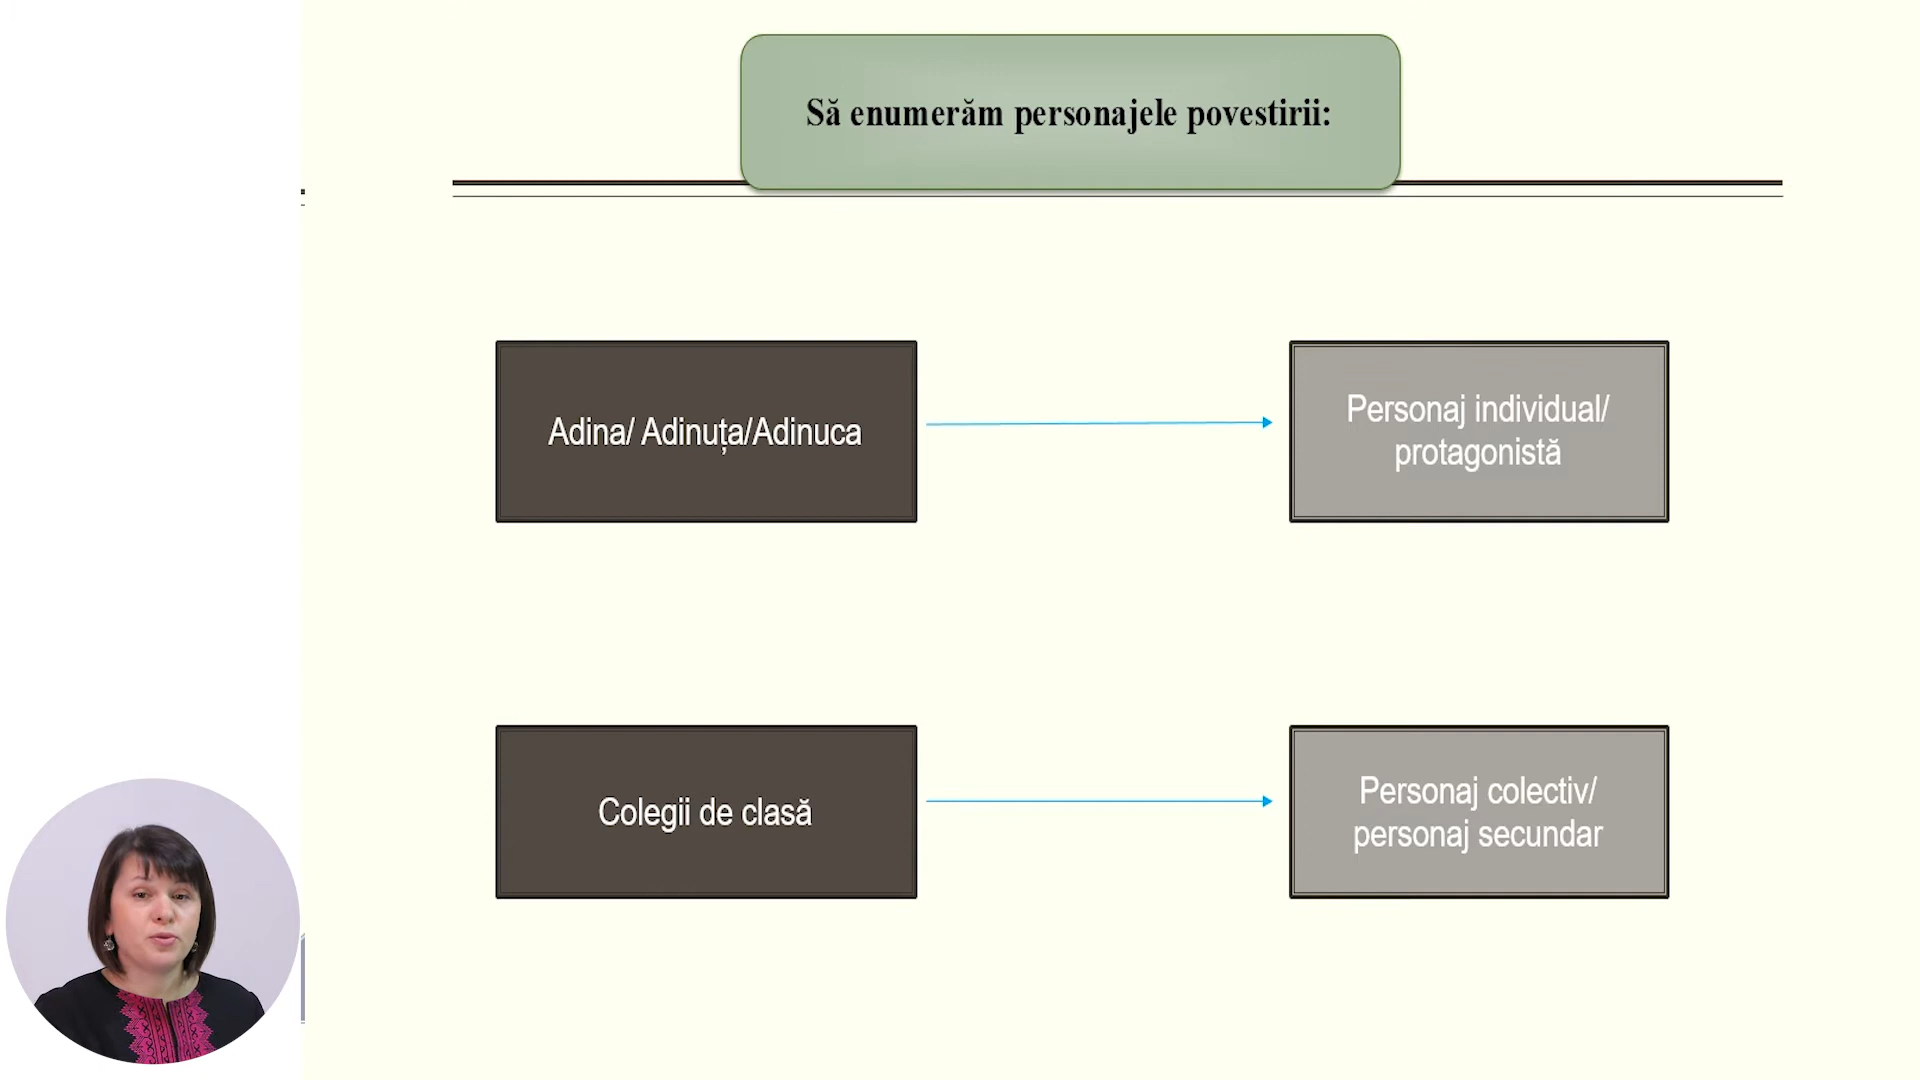 Să enumerăm personajele povestirii:
Adina/ Adinuța/Adinuca
Personaj individual/
protagonistă
Colegii de clasă
Personaj colectiv/
personaj secundar